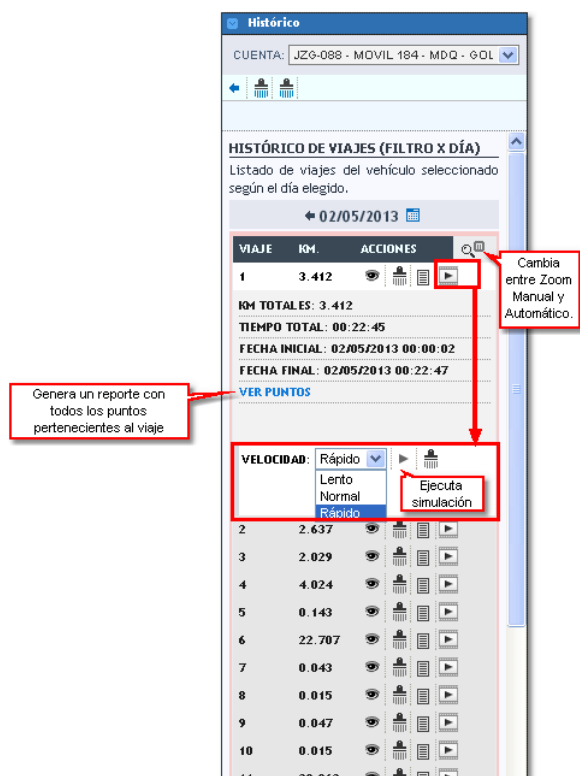 Histórico
CUENTA: JZG-088 - MOVIL 184 - MDQ - GOL
HISTÓRICO DE VIAJES (FILTRO X DÍA)
Listado de viajes del vehículo seleccionado
según el día elegido.
02/05/2013
VIAJE KM. ACCIONES
1 3.412
Cambia
entre Zoom
Manual y
Automático.
KM TOTALES: 3.412
TIEMPO TOTAL: 00:22:45
FECHA INICIAL: 02/05/2013 00:00:02
FECHA FINAL: 02/05/2013 00:22:47
VER PUNTOS
Genera un reporte con
todos los puntos
pertenecientes al viaje
VELOCIDAD: Rápido
Lento
Normal
Rápido
Ejecuta
simulación
2 2.637
3 2.029
4 4.024
5 0.143
6 22.707
7 0.043
8 0.015
9 0.047
10 0.015